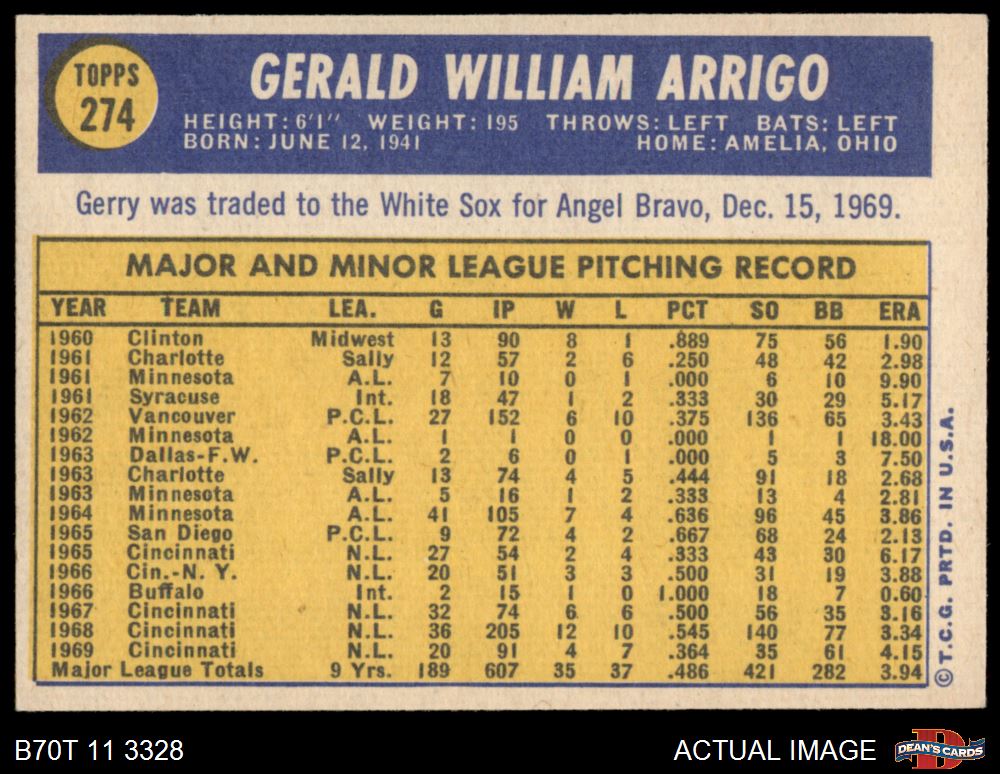 TOPPS
274
GERALD WILLIAM ARRIGO
HEIGHT: 6'1" WEIGHT: 195 THROWS: LEFT BATS: LEFT
BORN: JUNE 12, 1941 HOME: AMELIA, OHIO
Gerry was traded to the White Sox for Angel Bravo, Dec. 15, 1969.
MAJOR AND MINOR LEAGUE PITCHING RECORD
YEAR TEAM LEA. G IP W L PCT SO BB ERA
1960 Clinton Midwest 13 90 8 1 .889 75 56 1.90
1961 Charlotte Sally 12 57 2 6 .250 48 42 2.98
1961 Minnesota A.L. 7 10 0 1 .000 6 10 9.90
1961 Syracuse Int. 18 47 1 2 .333 30 29 5.17
1962 Vancouver P.C.L. 27 152 6 10 .375 136 65 3.43
1962 Minnesota A.L. 1 1 0 0 .000 1 1 18.00
1963 Dallas-F.W. P.C.L. 2 6 0 1 .000 5 3 7.50
1963 Charlotte Sally 13 74 4 5 .444 91 18 2.68
1963 Minnesota A.L. 5 16 1 2 .333 13 4 2.81
1964 Minnesota A.L. 41 105 7 4 .636 96 45 3.86
1965 San Diego P.C.L. 9 72 4 2 .667 68 24 2.13
1965 Cincinnati N.L. 27 54 2 4 .333 43 30 6.17
1966 Cin.-N. Y. N.L. 20 51 3 3 .500 31 19 3.88
1966 Buffalo Int. 2 15 1 0 1.000 18 7 0.60
1967 Cincinnati N.L. 32 74 6 6 .500 56 35 3.16
1968 Cincinnati N.L. 36 205 12 10 .545 140 77 3.34
1969 Cincinnati N.L. 20 91 4 7 .364 35 61 4.15
Major League Totals 9 Yrs. 189 607 35 37 .486 421 282 3.94
©T.C.G. PRTD. IN U.S.A.
B70T 11 3328 ACTUAL IMAGE
D
DEAN'S CARDS